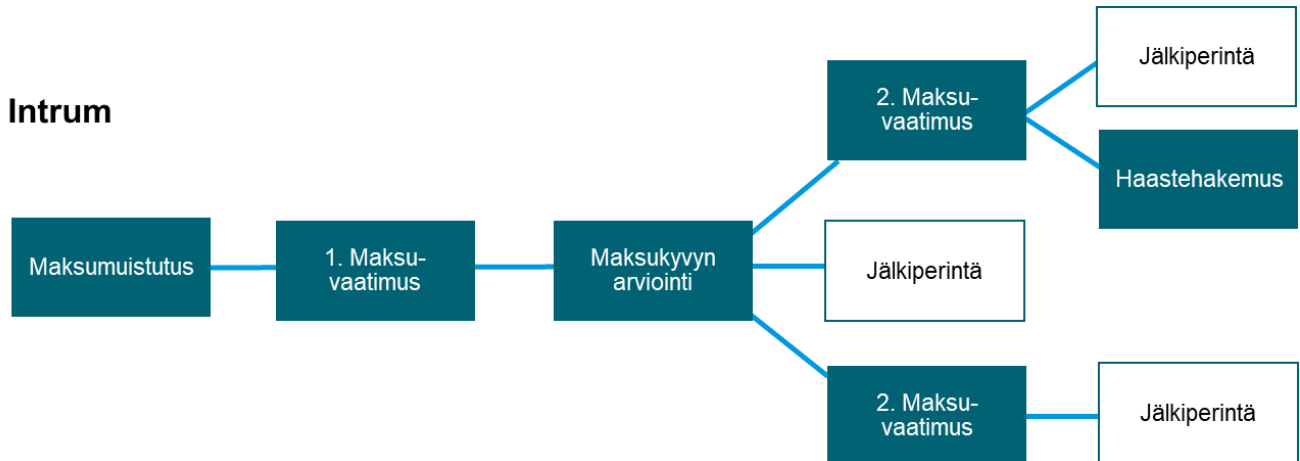 Intrum
Maksumuistutus
1. Maksu-
vaatimus
Maksukyvyn
arviointi
2. Maksu-
vaatimus
Jälkiperintä
Haastehakemus
Jälkiperintä
2. Maksu-
vaatimus
Jälkiperintä